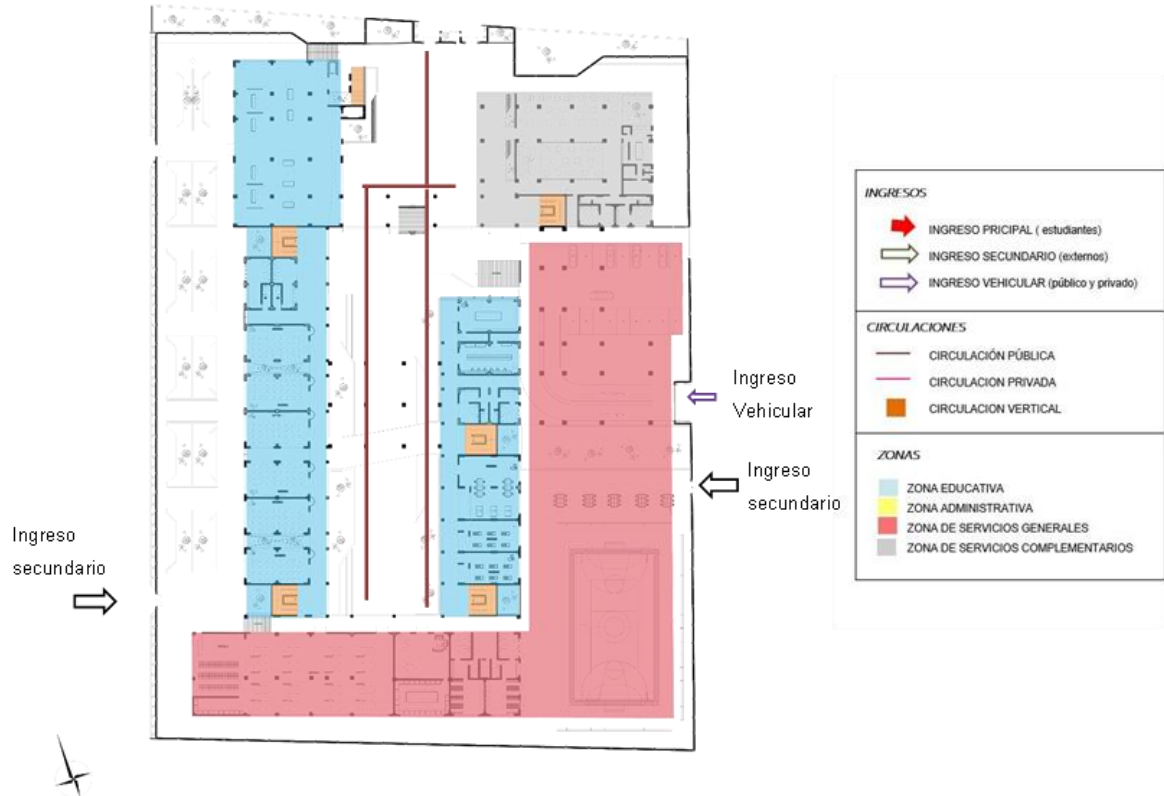 Ingreso
Vehicular
Ingreso
secundario
Ingreso
secundario
INGRESOS
INGRESO PRICIPAL ( estudiantes)
INGRESO SECUNDARIO (externos)
INGRESO VEHICULAR (público y privado)
CIRCULACIONES
CIRCULACIÓN PÚBLICA
CIRCULACION PRIVADA
CIRCULACION VERTICAL
ZONAS
ZONA EDUCATIVA
ZONA ADMINISTRATIVA
ZONA DE SERVICIOS GENERALES
ZONA DE SERVICIOS COMPLEMENTARIOS